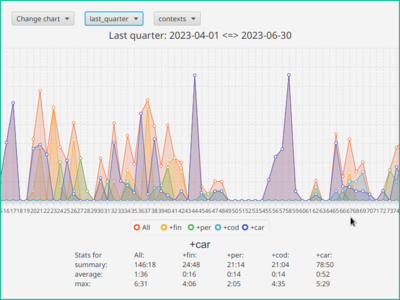 Change chart last_quarter contexts
Last quarter: 2023-04-01 <=> 2023-06-30
All +fin +per +cod +car
+car
Stats for All: +fin: +per: +cod: +car:
summary: 146:18 24:48 21:14 21:04 78:50
average: 1:36 0:16 0:14 0:14 0:52
max: 6:31 4:06 2:05 4:35 5:29